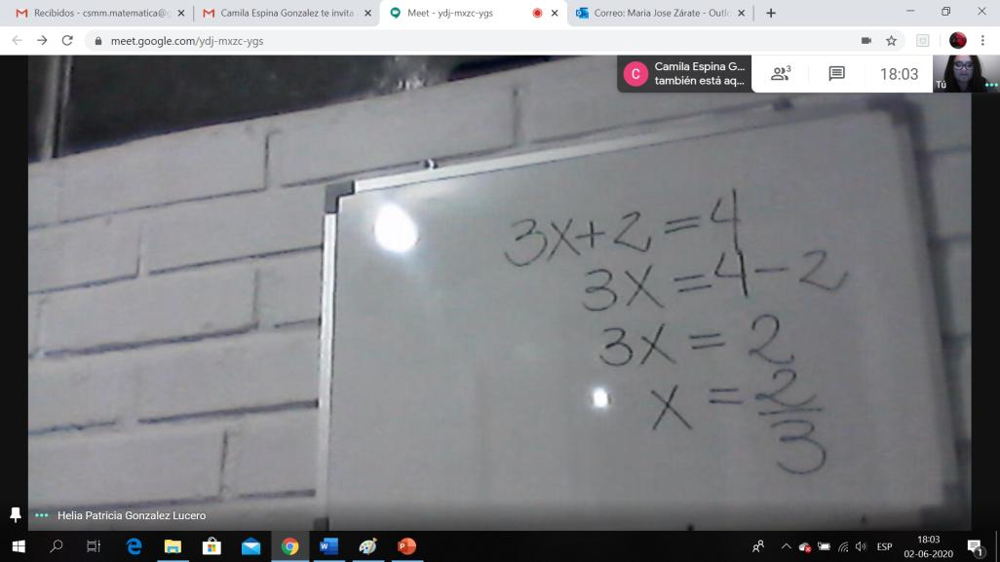 Recibidos - csmm.matematica@g
Camila Espina Gonzalez te invita
Meet - ydj-mxzc-ygs
Correo: Maria Jose Zárate - Outlo
meet.google.com/ydj-mxzc-ygs
C
Camila Espina G...
también está aq...
3
18:03
Tú
3x+2=4
3x=4-2
3x=2
x=2/3
Helia Patricia Gonzalez Lucero
ESP
18:03
02-06-2020
1